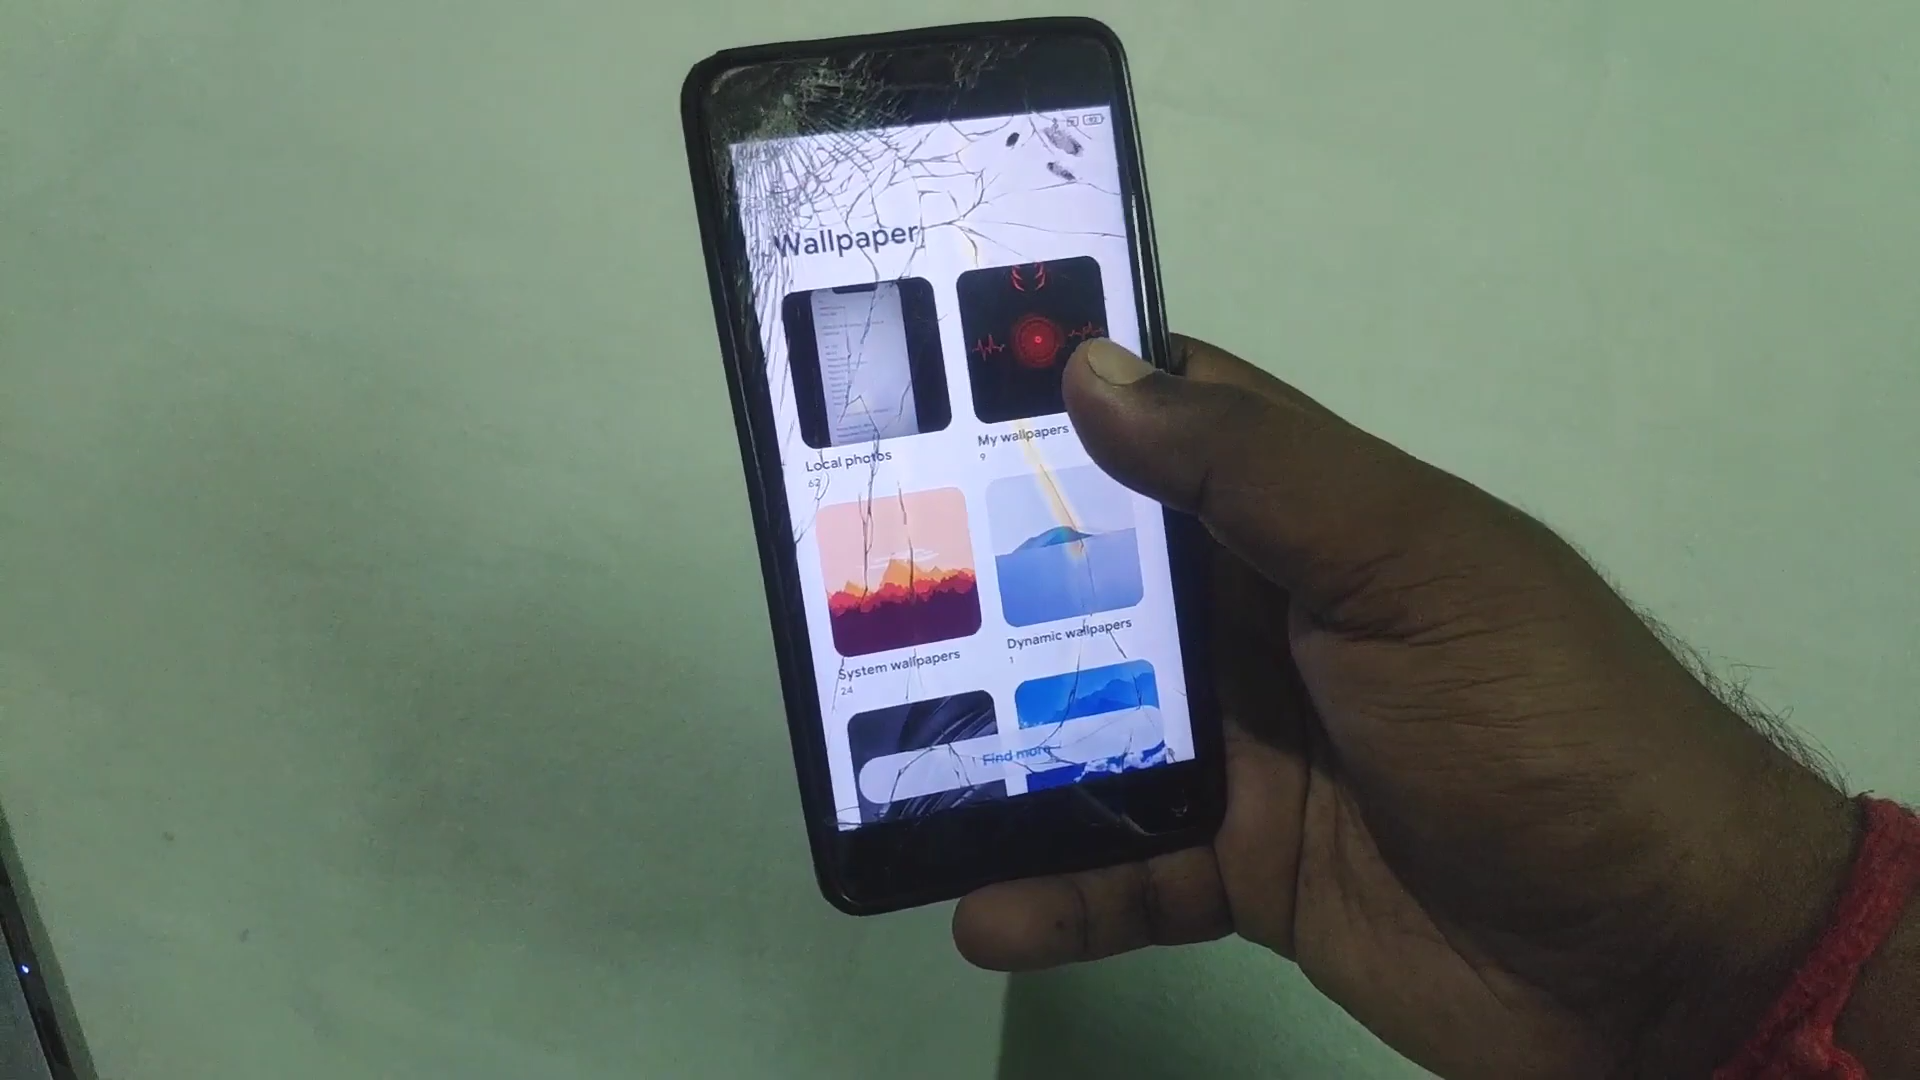 Wallpaper
Local photos
62
My wallpapers
9
System wallpapers
24
Dynamic wallpapers
1
Find more